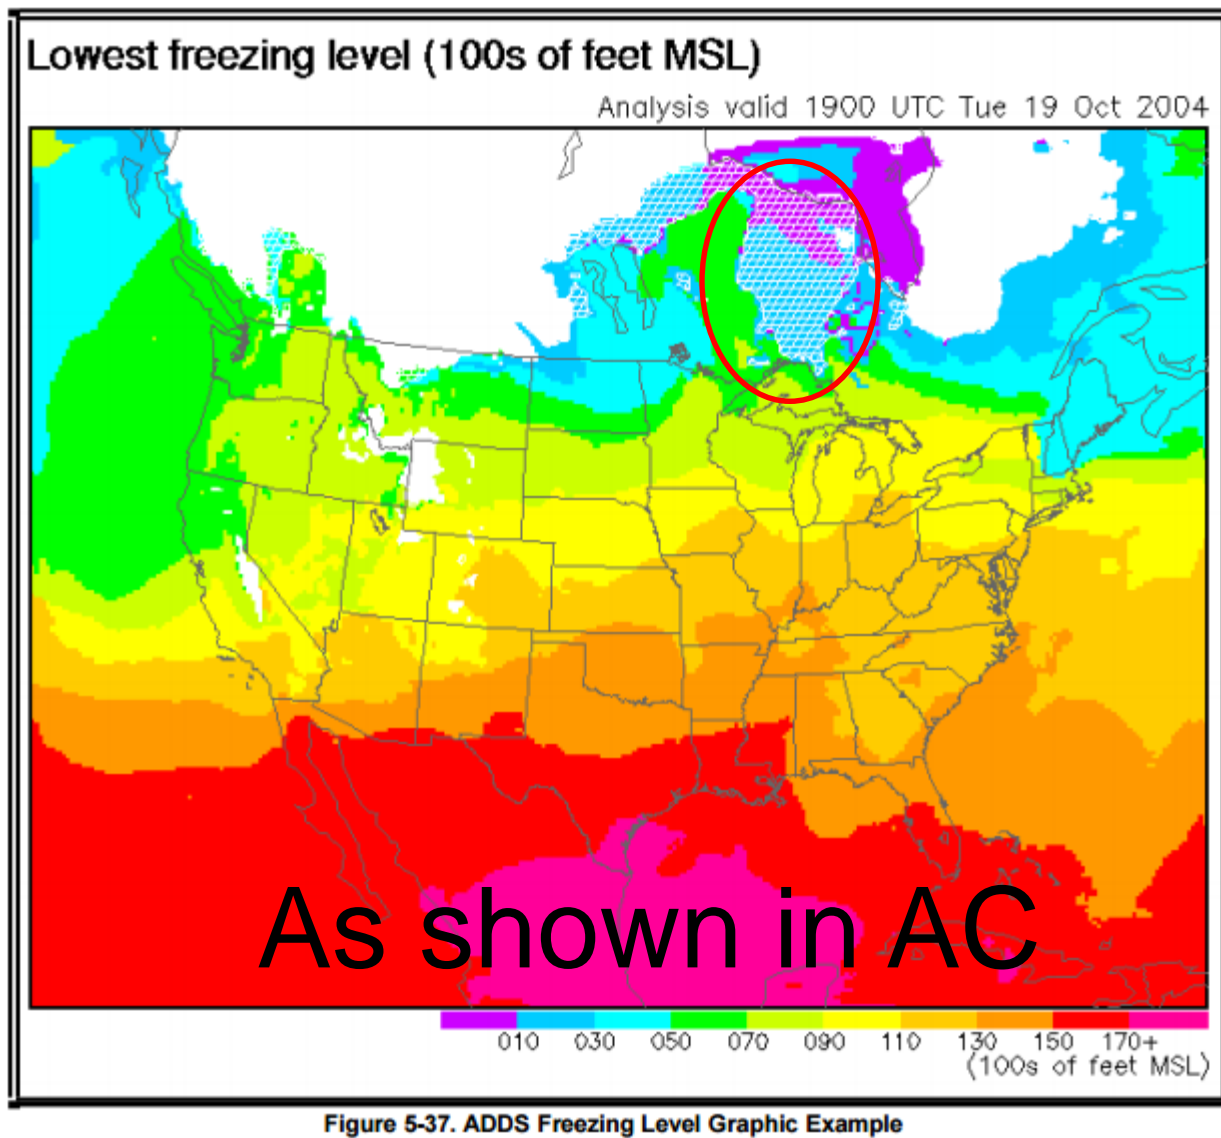 Lowest freezing level (100s of feet MSL)
Analysis valid 1900 UTC Tue 19 Oct 2004
As shown in AC
010 030 050 070 090 110 130 150 170+
(100s of feet MSL)
Figure 5-37. ADDS Freezing Level Graphic Example